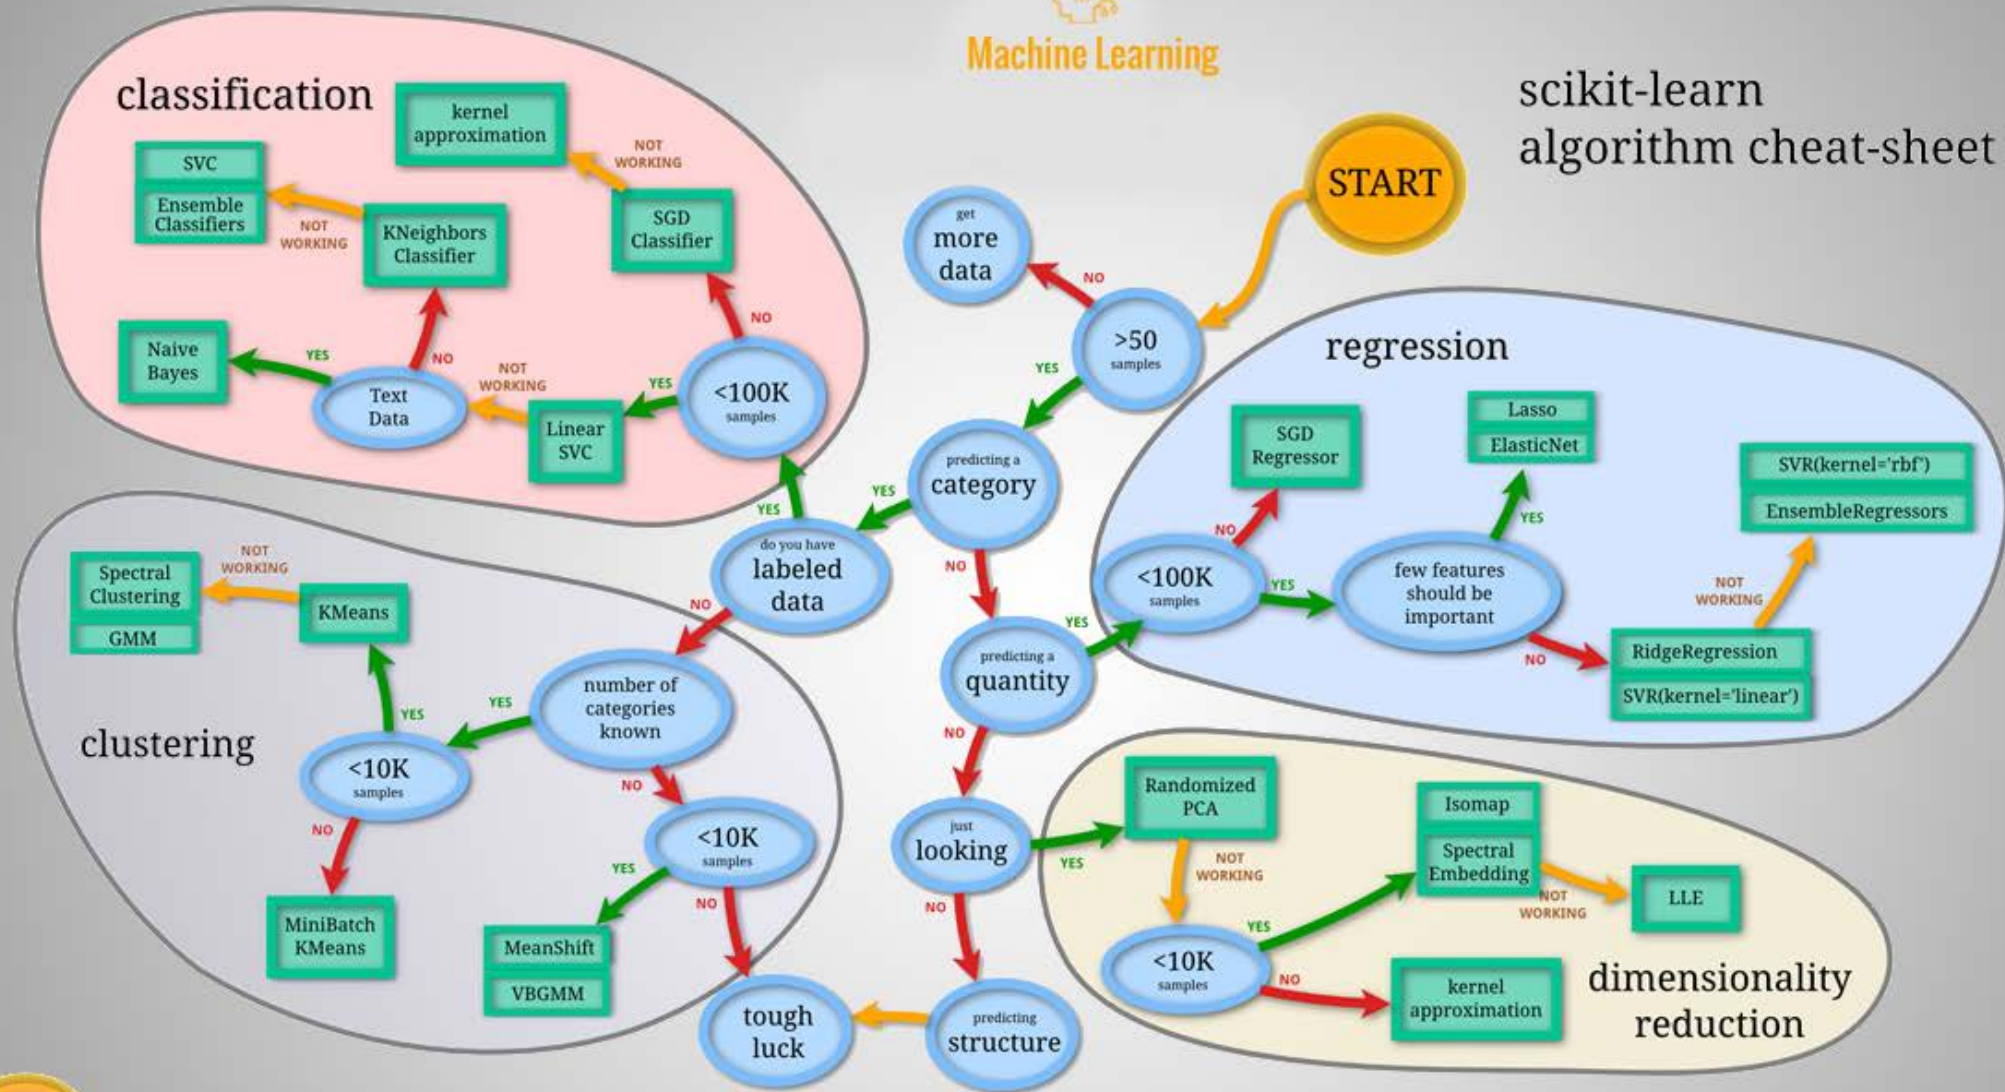 Machine Learning
scikit-learn
algorithm cheat-sheet
START
classification
kernel
approximation
NOT
WORKING
SVC
Ensemble
Classifiers
NOT
WORKING
KNeighbors
Classifier
SGD
Classifier
NO
Naive
Bayes
YES
NO
Text
Data
NOT
WORKING
Linear
SVC
YES
<100K
samples
get
more
data
NO
>50
samples
YES
predicting a
category
YES
NO
YES
do you have
labeled
data
NO
regression
SGD
Regressor
Lasso
ElasticNet
SVR(kernel='rbf')
EnsembleRegressors
NO
YES
<100K
samples
YES
few features
should be
important
NOT
WORKING
NO
RidgeRegression
SVR(kernel='linear')
YES
predicting a
quantity
NO
clustering
Spectral
Clustering
GMM
NOT
WORKING
KMeans
YES
number of
categories
known
YES
NO
<10K
samples
NO
MiniBatch
KMeans
<10K
samples
YES
NO
MeanShift
VBGMM
tough
luck
just
looking
YES
NO
predicting
structure
Randomized
PCA
NOT
WORKING
Isomap
Spectral
Embedding
NOT
WORKING
LLE
YES
<10K
samples
NO
kernel
approximation
dimensionality
reduction